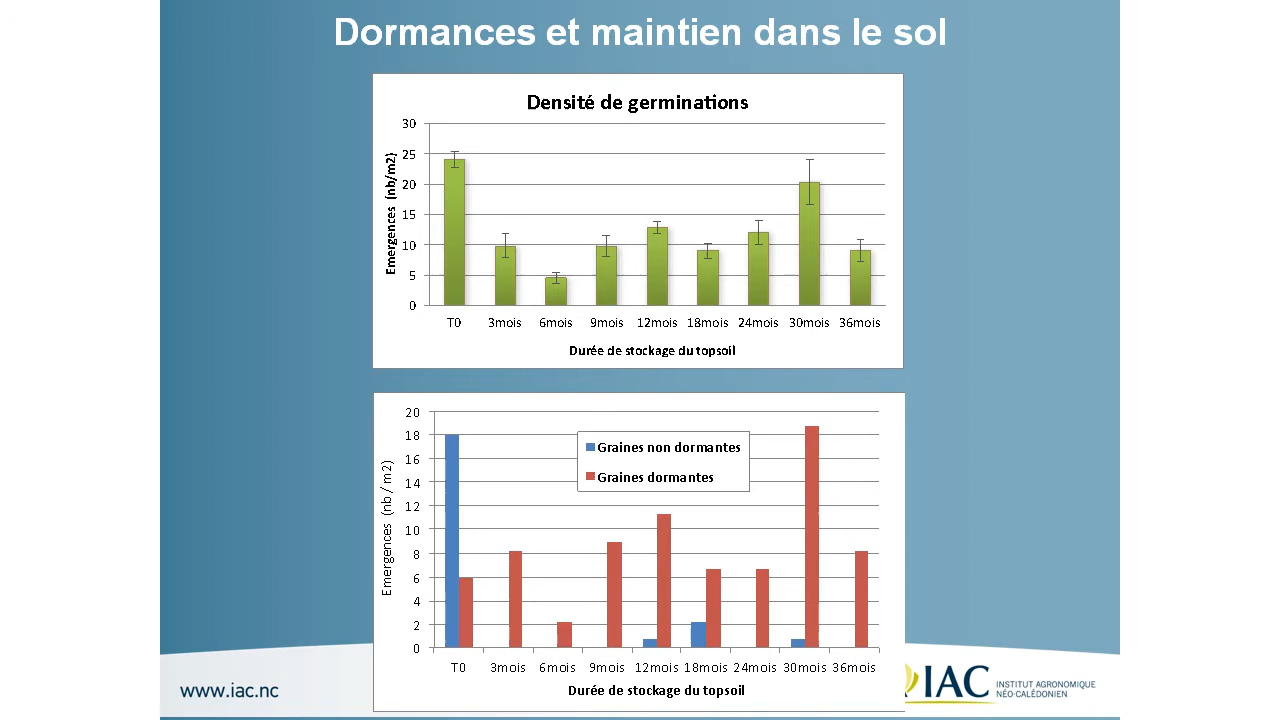 Dormances et maintien dans le sol
Densité de germinations
Emergences (nb/m2)
30
25
20
15
10
5
0
T0 3mois 6mois 9mois 12mois 18mois 24mois 30mois 36mois
Durée de stockage du topsoil
Emergences (nb / m2)
20
18
16
14
12
10
8
6
4
2
0
Graines non dormantes
Graines dormantes
T0 3mois 6mois 9mois 12mois 18mois 24mois 30mois 36mois
Durée de stockage du topsoil
www.iac.nc
IAC
INSTITUT AGRONOMIQUE
NÉO-CALÉDONIEN